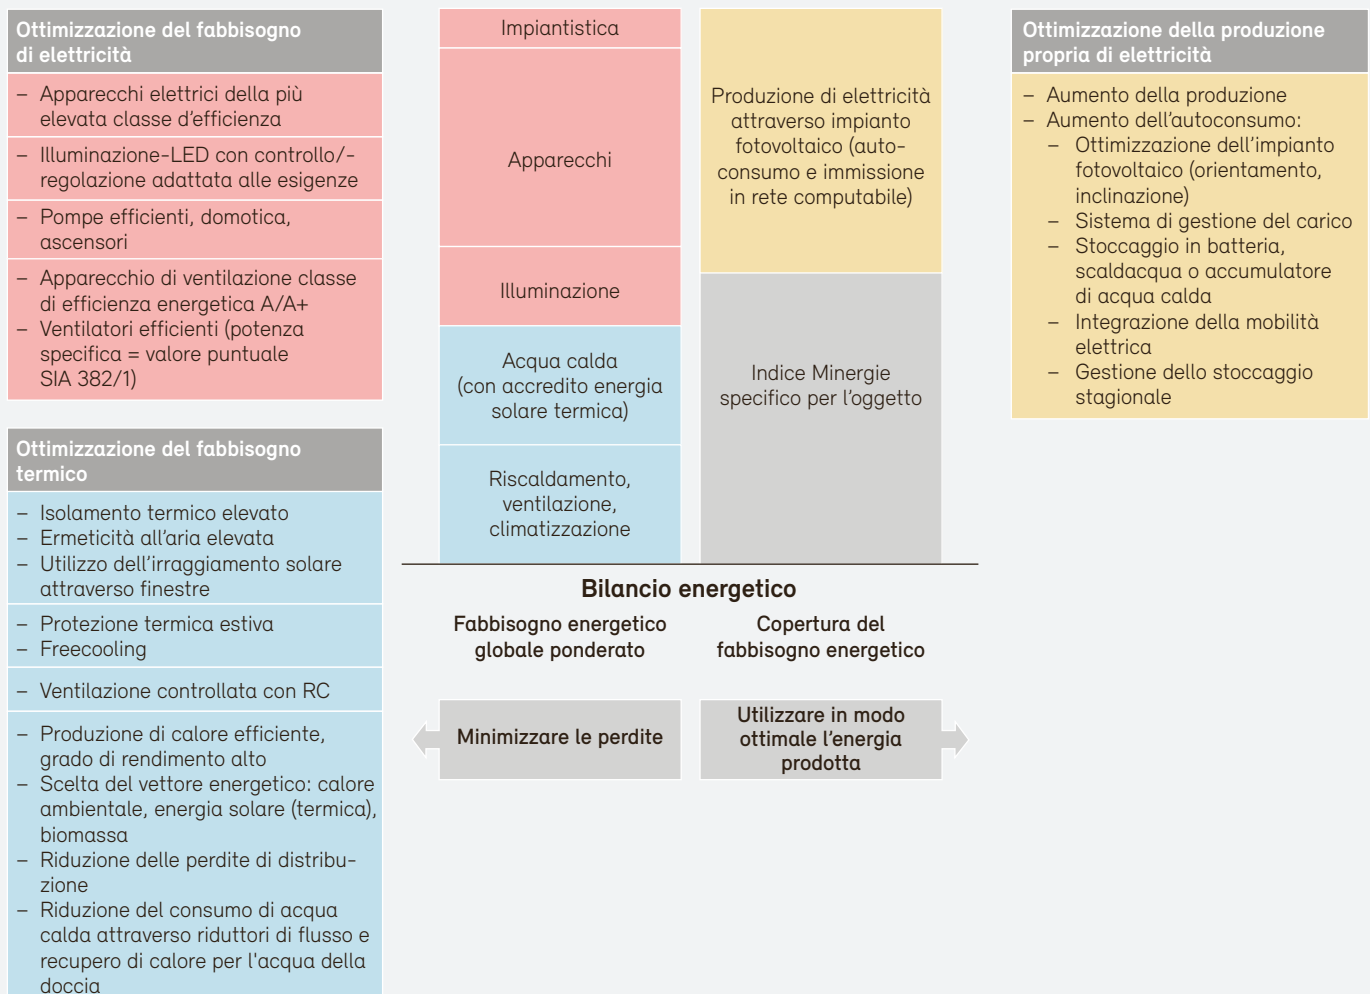 Ottimizzazione del fabbisogno
di elettricità
– Apparecchi elettrici della più
elevata classe d’efficienza
– Illuminazione-LED con controllo/-
regolazione adattata alle esigenze
– Pompe efficienti, domotica,
ascensori
– Apparecchio di ventilazione classe
di efficienza energetica A/A+
– Ventilatori efficienti (potenza
specifica = valore puntuale
SIA 382/1)
Ottimizzazione del fabbisogno
termico
– Isolamento termico elevato
– Ermeticità all’aria elevata
– Utilizzo dell’irraggiamento solare
attraverso finestre
– Protezione termica estiva
– Freecooling
– Ventilazione controllata con RC
– Produzione di calore efficiente,
grado di rendimento alto
– Scelta del vettore energetico: calore
ambientale, energia solare (termica),
biomassa
– Riduzione delle perdite di distribu-
zione
– Riduzione del consumo di acqua
calda attraverso riduttori di flusso e
recupero di calore per l'acqua della
doccia
Impiantistica
Apparecchi
Illuminazione
Acqua calda
(con accredito energia
solare termica)
Riscaldamento,
ventilazione,
climatizzazione
Produzione di elettricità
attraverso impianto
fotovoltaico (auto-
consumo e immissione
in rete computabile)
Indice Minergie
specifico per l’oggetto
Bilancio energetico
Fabbisogno energetico
globale ponderato
Copertura del
fabbisogno energetico
Minimizzare le perdite
Utilizzare in modo
ottimale l’energia
prodotta
Ottimizzazione della produzione
propria di elettricità
– Aumento della produzione
– Aumento dell’autoconsumo:
– Ottimizzazione dell’impianto
fotovoltaico (orientamento,
inclinazione)
– Sistema di gestione del carico
– Stoccaggio in batteria,
scaldacqua o accumulatore
di acqua calda
– Integrazione della mobilità
elettrica
– Gestione dello stoccaggio
stagionale